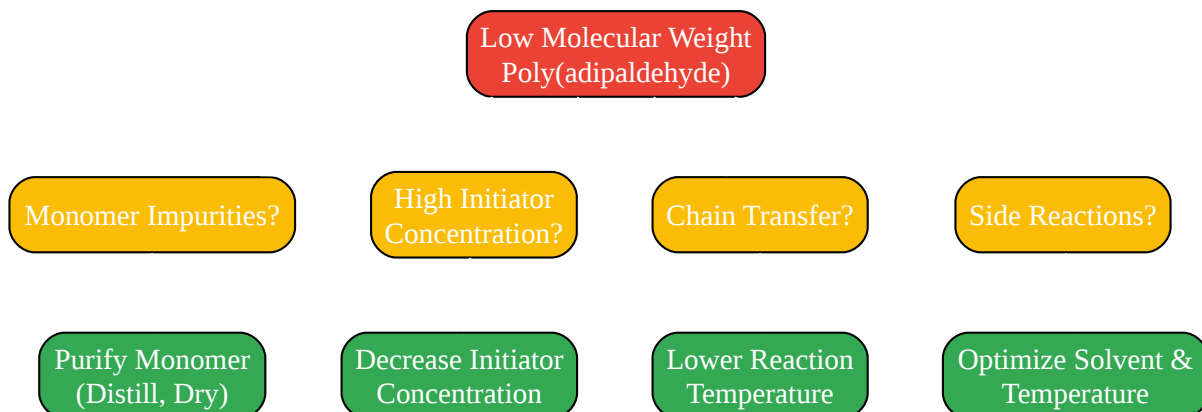 Low Molecular Weight
Poly(adipaldehyde)
Monomer Impurities?
High Initiator
Concentration?
Chain Transfer?
Side Reactions?
Purify Monomer
(Distill, Dry)
Decrease Initiator
Concentration
Lower Reaction
Temperature
Optimize Solvent &
Temperature